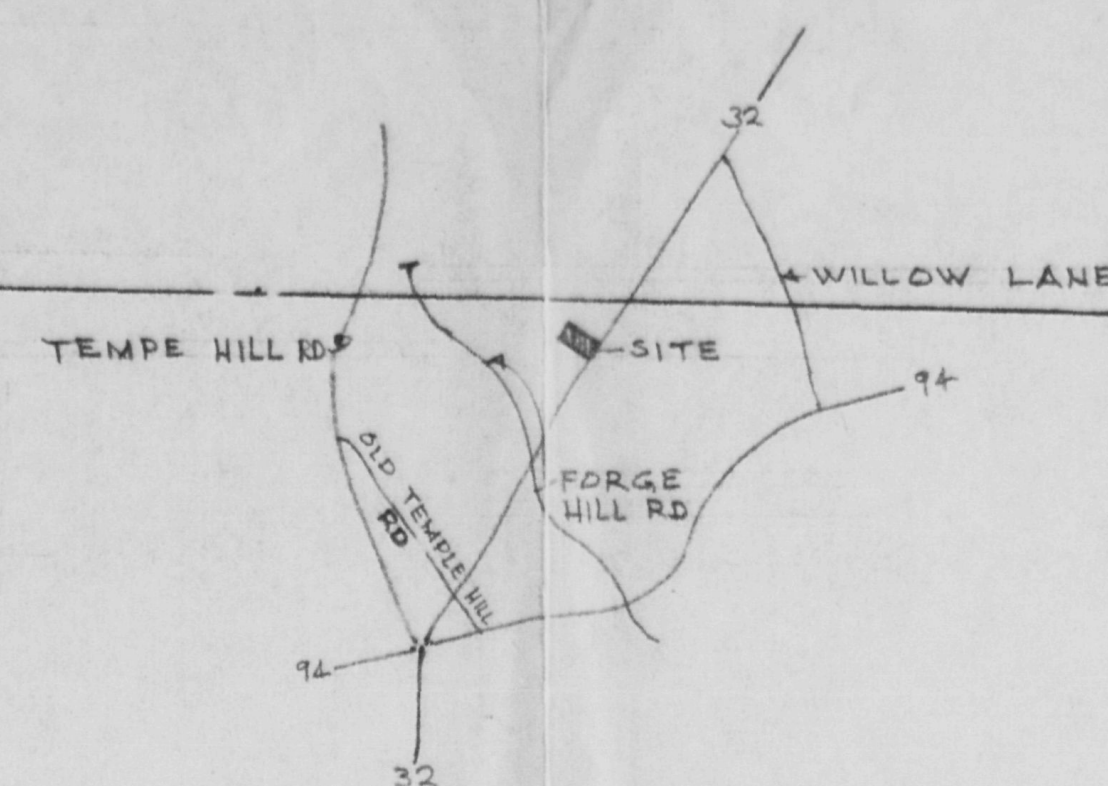 32
WILLOW LANE
TEMPE HILL RD
SITE
94
OLD TEMPLE HILL
RD
FORGE
HILL RD
94
32